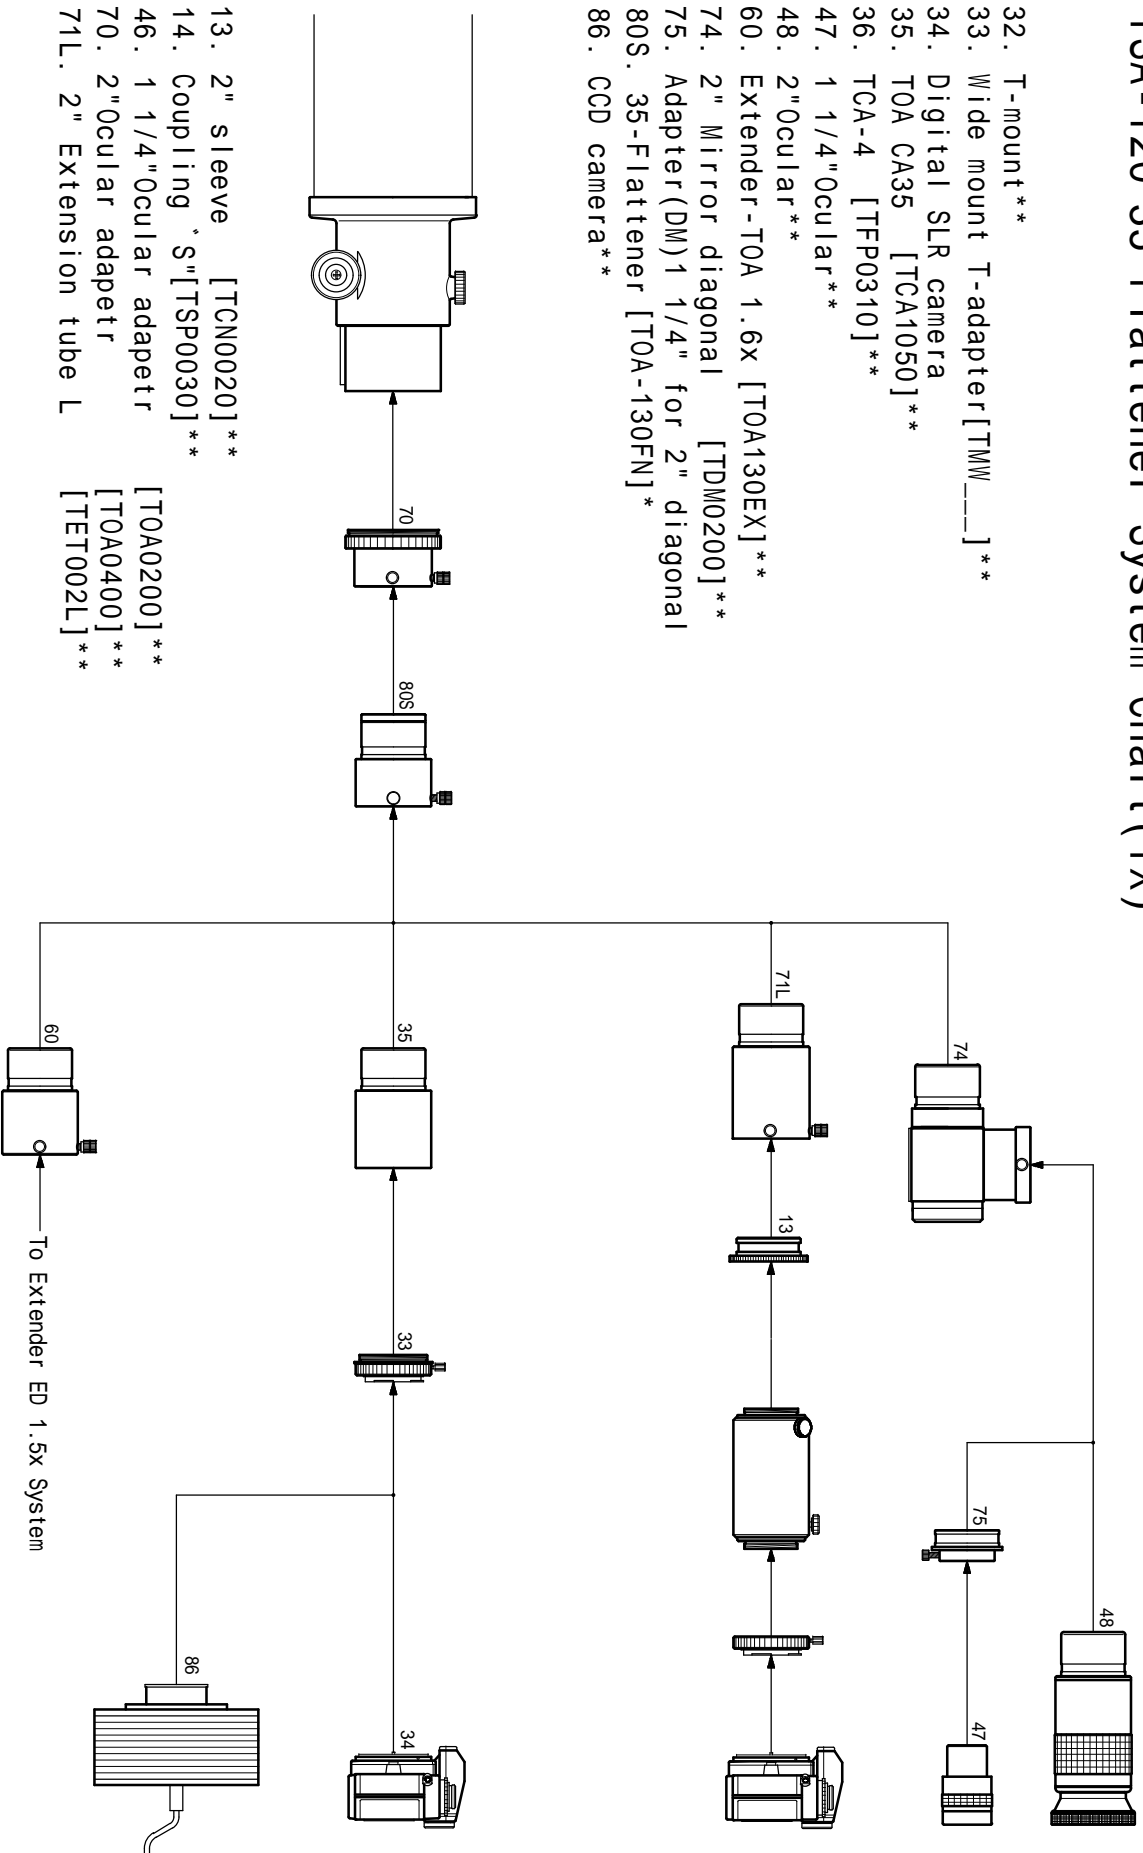 TSA-120 35 Flattener System Chart(1X)
32. T-mount**
33. Wide mount T-adapter[TMW___]**
34. Digital SLR camera
35. TOA CA35 [TCA1050]**
36. TCA-4 [TFP0310]**
47. 1 1/4"Ocular**
48. 2"Ocular**
60. Extender-TOA 1.6x [TOA130EX]**
74. 2" Mirror diagonal [TDM0200]**
75. Adapter(DM)1 1/4" for 2" diagonal
80S. 35-Flattener [TOA-130FN]*
86. CCD camera**
48
74
75
47
71L
13
70
80S
35
33
34
86
60
To Extender ED 1.5x System
13. 2" sleeve [TCN0020]**
14. Coupling "S"[TSP0030]**
46. 1 1/4"Ocular adapetr [TOA0200]**
70. 2"Ocular adapetr [TOA0400]**
71L. 2" Extension tube L [TET002L]**